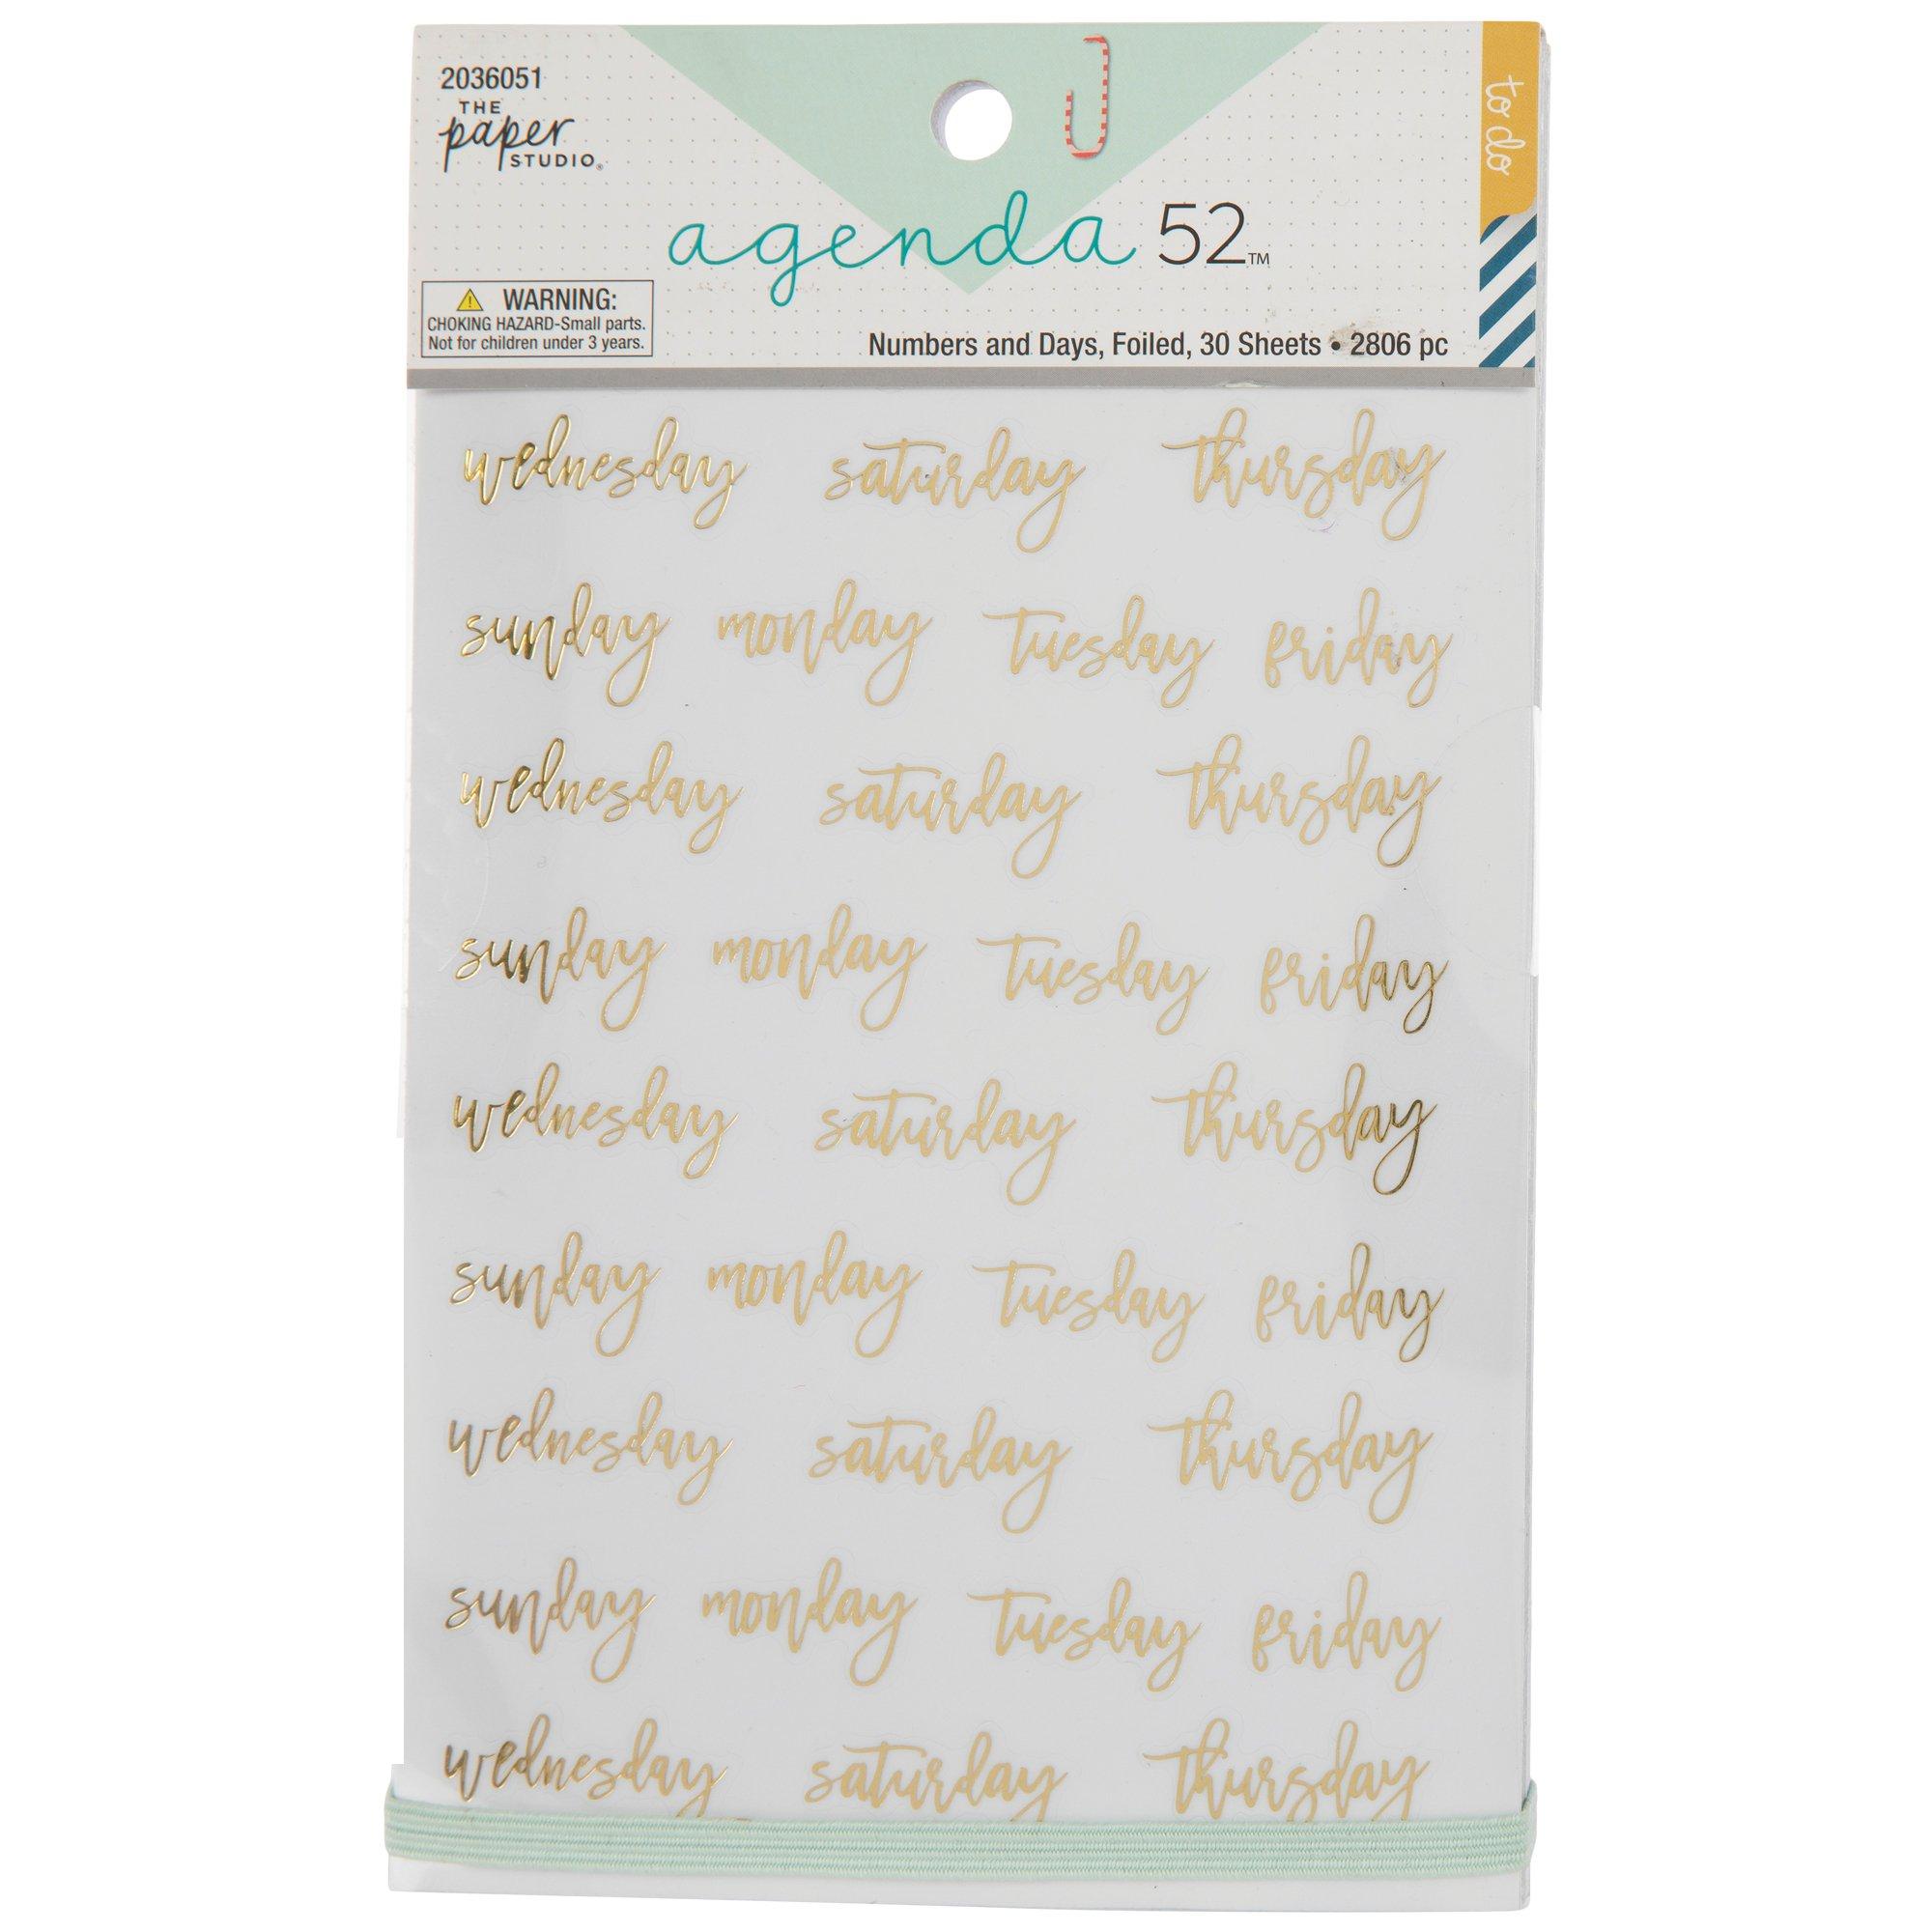 2036051
THE
paper
STUDIO®
to do
agenda 52™
WARNING:
CHOKING HAZARD-Small parts.
Not for children under 3 years.
Numbers and Days, Foiled, 30 Sheets • 2806 pc
wednesday saturday thursday
sunday monday tuesday friday
wednesday saturday thursday
sunday monday tuesday friday
wednesday saturday thursday
sunday monday tuesday friday
wednesday saturday thursday
sunday monday tuesday friday
wednesday saturday thursday